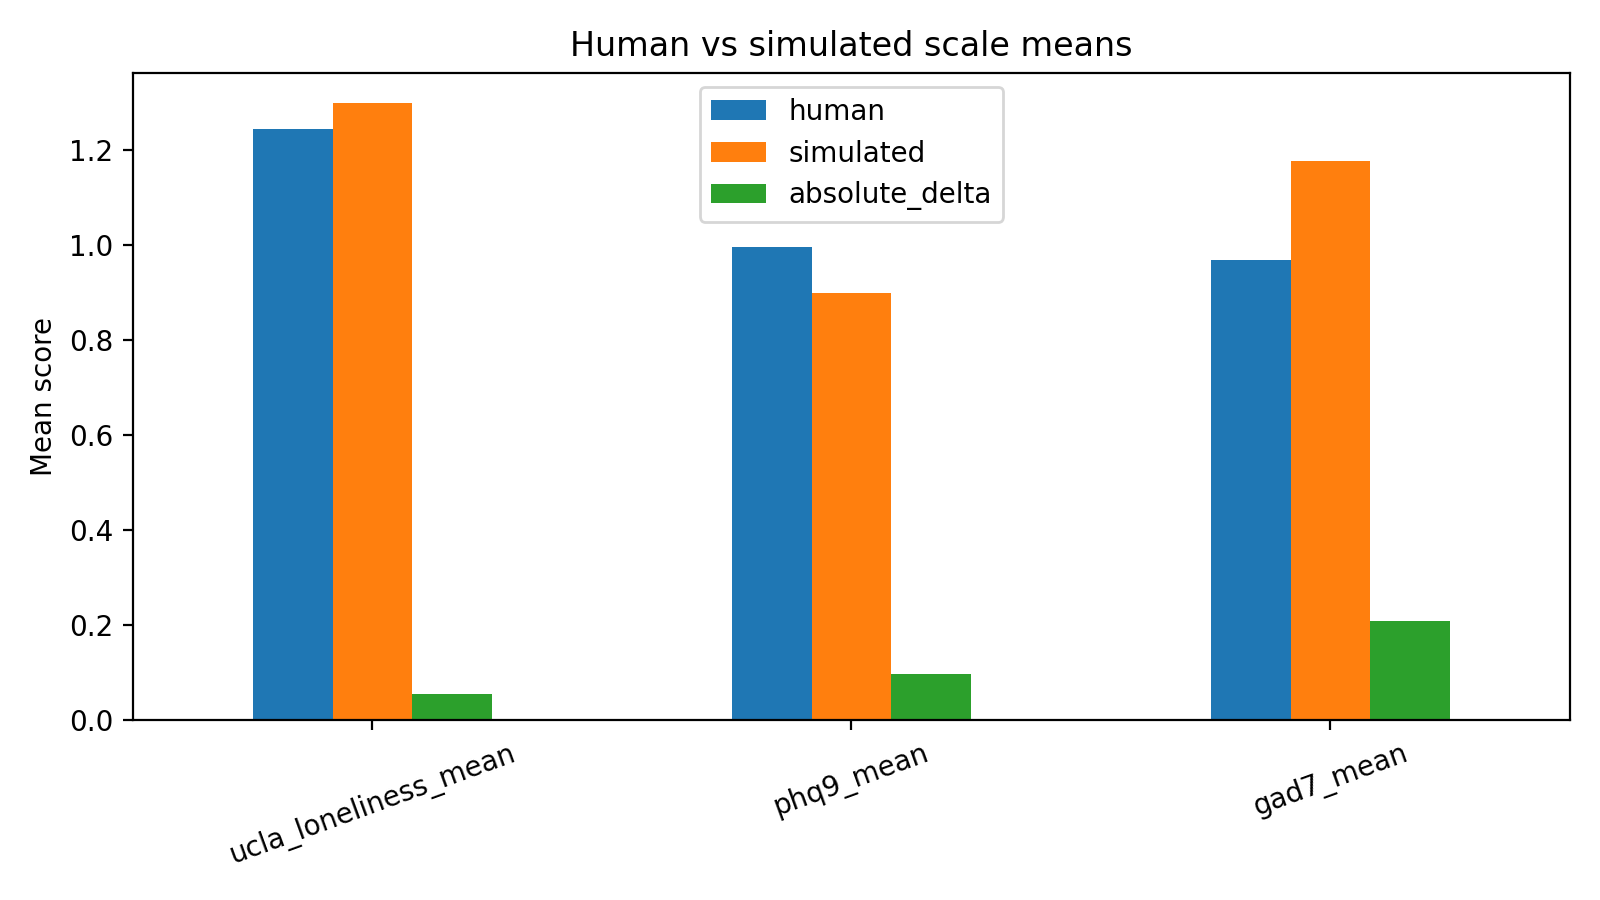 Human vs simulated scale means
human
simulated
absolute_delta
Mean score
1.2
1.0
0.8
0.6
0.4
0.2
0.0
ucla_loneliness_mean
phq9_mean
gad7_mean